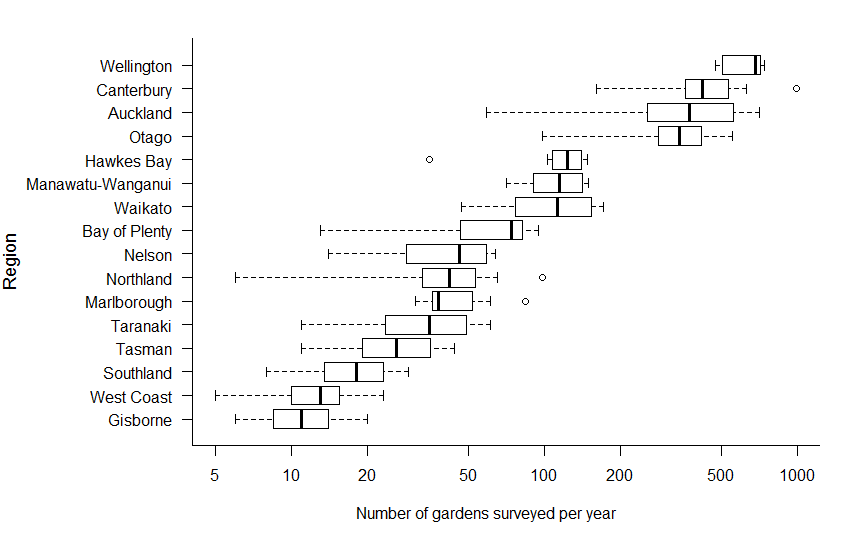 Region
Wellington
Canterbury
Auckland
Otago
Hawkes Bay
Manawatu-Wanganui
Waikato
Bay of Plenty
Nelson
Northland
Marlborough
Taranaki
Tasman
Southland
West Coast
Gisborne
5 10 20 50 100 200 500 1000
Number of gardens surveyed per year